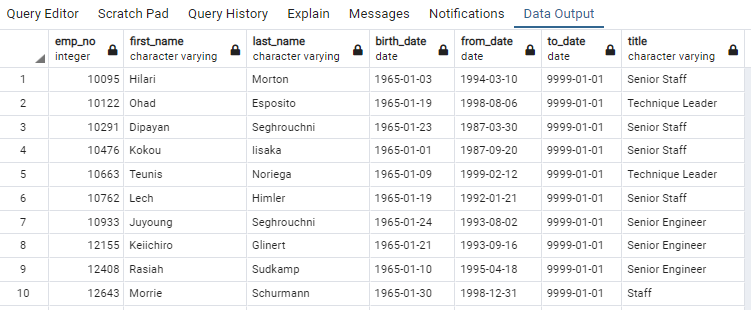 Query Editor Scratch Pad Query History Explain Messages Notifications Data Output
emp_no first_name last_name birth_date from_date to_date title
integer character varying character varying date date date character varying
1 10095 Hilari Morton 1965-01-03 1994-03-10 9999-01-01 Senior Staff
2 10122 Ohad Esposito 1965-01-19 1998-08-06 9999-01-01 Technique Leader
3 10291 Dipayan Seghrouchni 1965-01-23 1987-03-30 9999-01-01 Senior Staff
4 10476 Kokou Iisaka 1965-01-01 1987-09-20 9999-01-01 Senior Staff
5 10663 Teunis Noriega 1965-01-09 1999-02-12 9999-01-01 Technique Leader
6 10762 Lech Himler 1965-01-19 1992-01-21 9999-01-01 Senior Staff
7 10933 Juyoung Seghrouchni 1965-01-24 1993-08-02 9999-01-01 Senior Engineer
8 12155 Keiichiro Glinert 1965-01-21 1993-09-16 9999-01-01 Senior Engineer
9 12408 Rasiah Sudkamp 1965-01-10 1995-04-18 9999-01-01 Senior Engineer
10 12643 Morrie Schurmann 1965-01-30 1998-12-31 9999-01-01 Staff